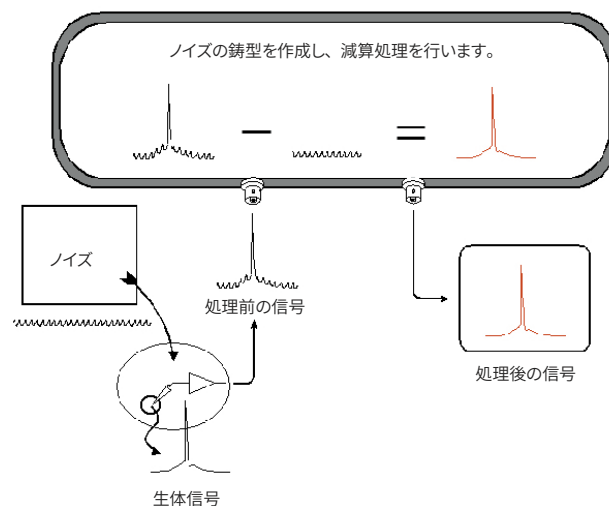 ノイズの鋳型を作成し、減算処理を行います。
ノイズ
処理前の信号
処理後の信号
生体信号